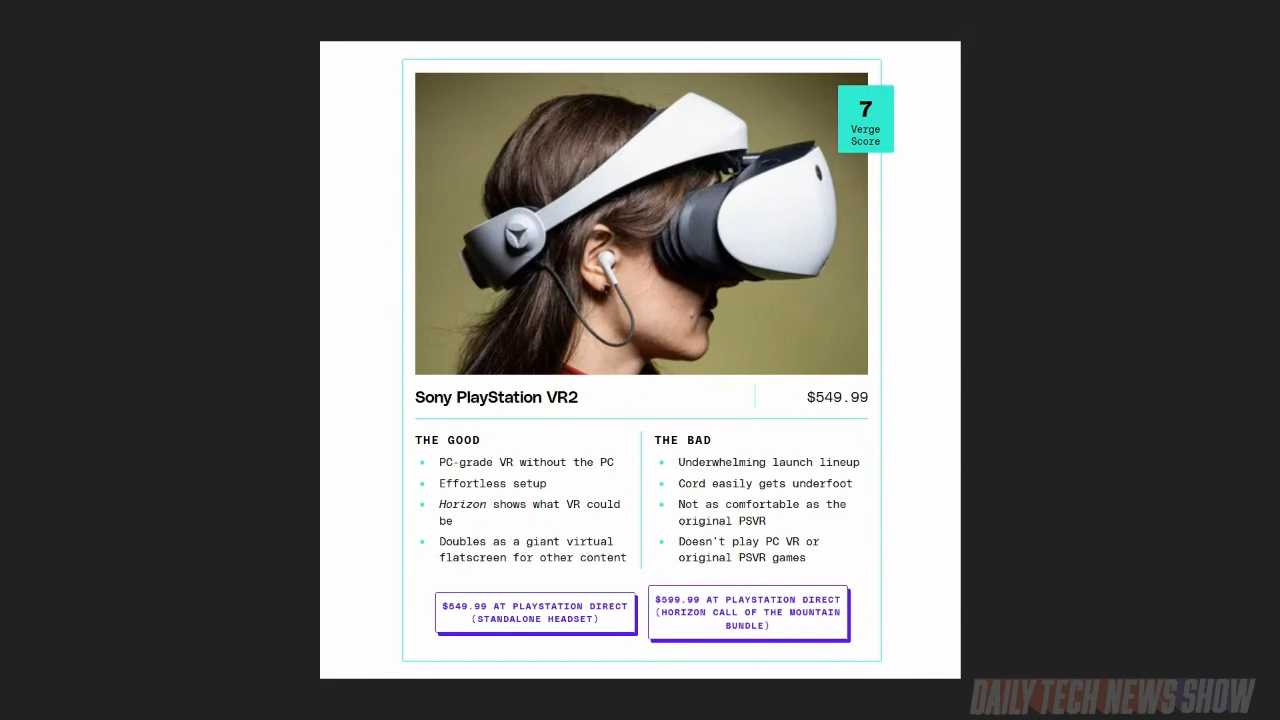 7
Verge
Score
Sony PlayStation VR2
$549.99
THE GOOD
PC-grade VR without the PC
Effortless setup
Horizon shows what VR could
be
Doubles as a giant virtual
flatscreen for other content
THE BAD
Underwhelming launch lineup
Cord easily gets underfoot
Not as comfortable as the
original PSVR
Doesn't play PC VR or
original PSVR games
$549.99 AT PLAYSTATION DIRECT
(STANDALONE HEADSET)
$599.99 AT PLAYSTATION DIRECT
(HORIZON CALL OF THE MOUNTAIN
BUNDLE)
DAILY TECH NEWS SHOW